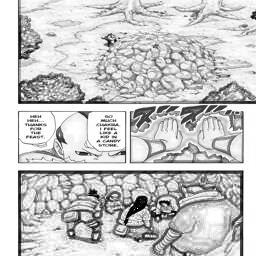 HEH
HEH...
THANKS
FOR
THE
FEAST.
SO
MUCH
CHAKRA,
I FEEL
LIKE A
KID IN
A CANDY
STORE.